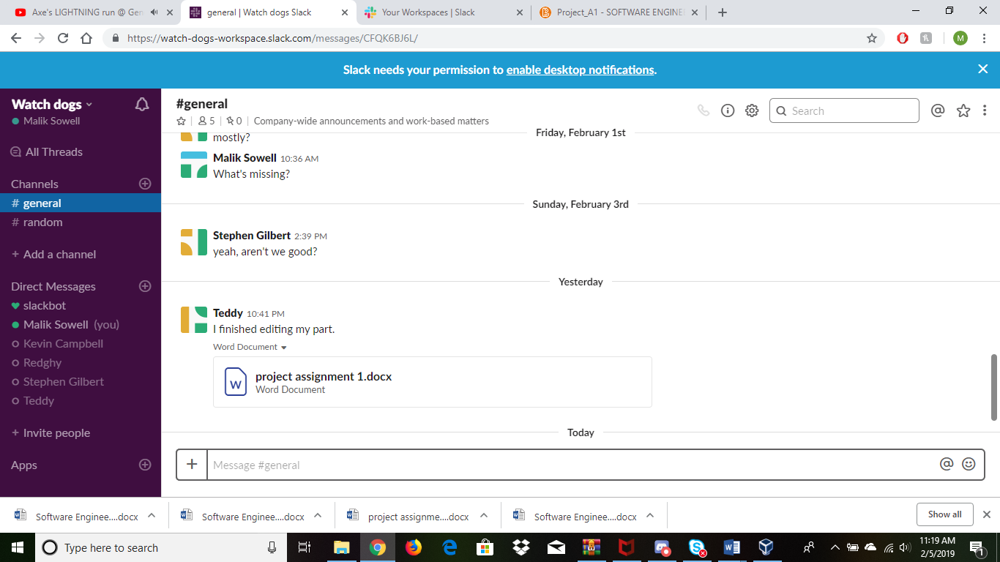 Axe's LIGHTNING run @ Gen
general | Watch dogs Slack
Your Workspaces | Slack
Project_A1 - SOFTWARE ENGINEE
https://watch-dogs-workspace.slack.com/messages/CFQK6BJ6L/
M
Slack needs your permission to enable desktop notifications.
Watch dogs
Malik Sowell
All Threads
Channels
# general
# random
+ Add a channel
Direct Messages
slackbot
Malik Sowell (you)
Kevin Campbell
Redghy
Stephen Gilbert
Teddy
+ Invite people
Apps
#general
5 | 0 | Company-wide announcements and work-based matters
Search
Friday, February 1st
mostly?
Malik Sowell 10:36 AM
What's missing?
Sunday, February 3rd
Stephen Gilbert 2:39 PM
yeah, aren't we good?
Yesterday
Teddy 10:41 PM
I finished editing my part.
Word Document
W
project assignment 1.docx
Word Document
Today
Message #general
Software Enginee....docx
Software Enginee....docx
project assignme....docx
Software Enginee....docx
Show all
Type here to search
11:19 AM
2/5/2019
1